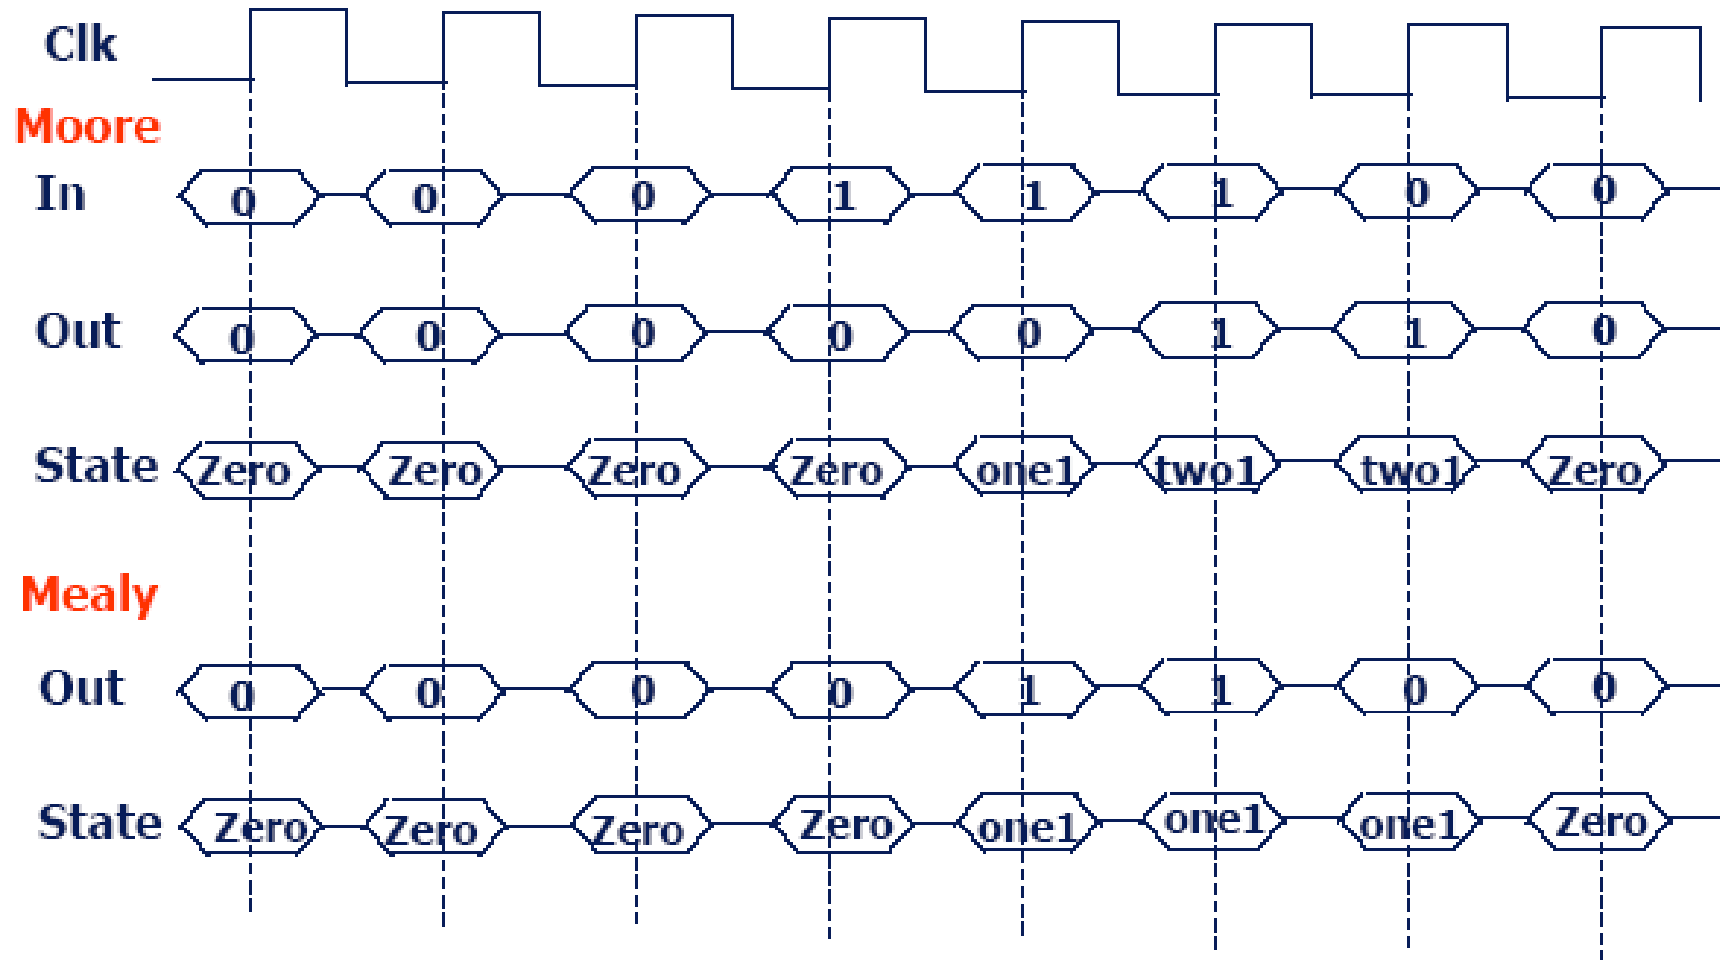 Clk
Moore
In 0 0 0 1 1 1 0 0
Out 0 0 0 0 0 1 1 0
State Zero Zero Zero Zero one1 two1 two1 Zero
Mealy
Out 0 0 0 0 1 1 0 0
State Zero Zero Zero Zero one1 one1 one1 Zero